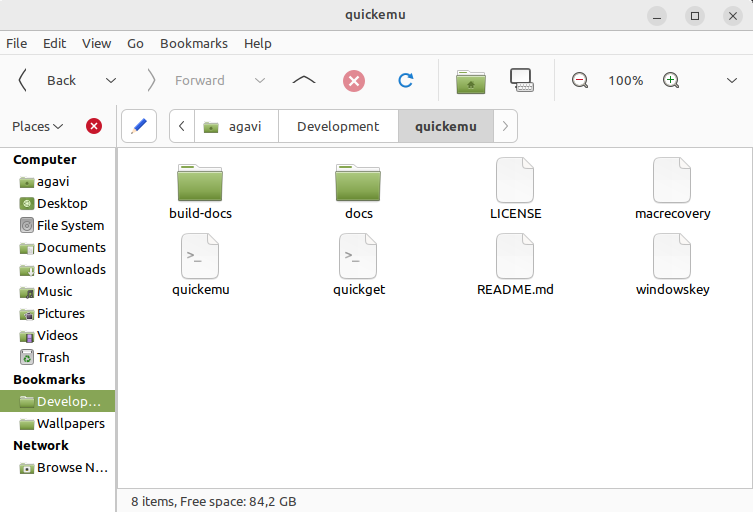 quickemu
File Edit View Go Bookmarks Help
Back Forward 100%
Places agavi Development quickemu
Computer
agavi
Desktop
File System
Documents
Downloads
Music
Pictures
Videos
Trash
Bookmarks
Develop...
Wallpapers
Network
Browse N...
build-docs docs LICENSE macrecovery
>_ >_
quickemu quickget README.md windowskey
8 items, Free space: 84,2 GB